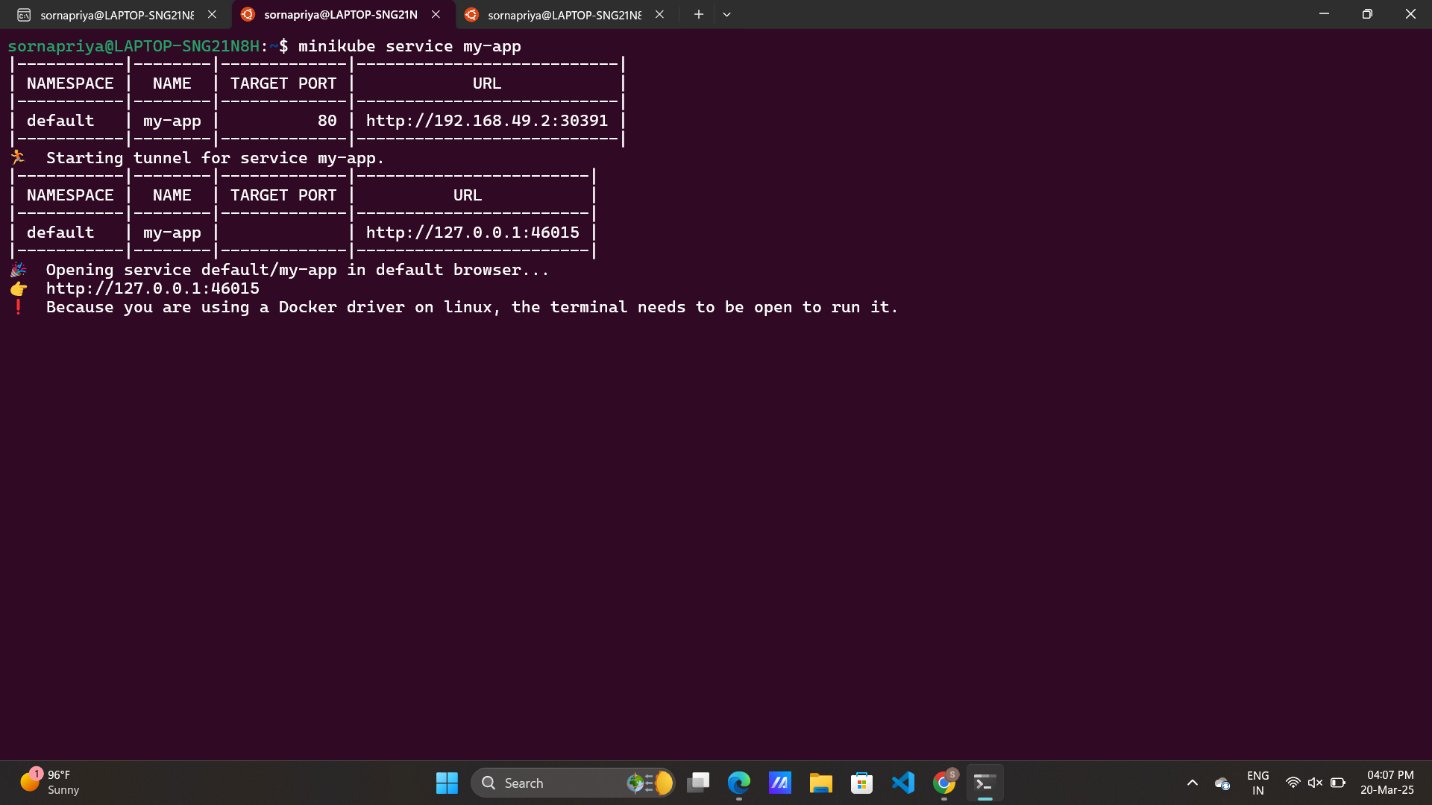 sornapriya@LAPTOP-SNG21N8
sornapriya@LAPTOP-SNG21N
sornapriya@LAPTOP-SNG21N8
sornapriya@LAPTOP-SNG21N8H:~$ minikube service my-app
|-----------|--------|-------------|---------------------------|
| NAMESPACE | NAME | TARGET PORT | URL |
|-----------|--------|-------------|---------------------------|
| default | my-app | 80 | http://192.168.49.2:30391 |
|-----------|--------|-------------|---------------------------|
🏃 Starting tunnel for service my-app.
|-----------|--------|-------------|------------------------|
| NAMESPACE | NAME | TARGET PORT | URL |
|-----------|--------|-------------|------------------------|
| default | my-app | | http://127.0.0.1:46015 |
|-----------|--------|-------------|------------------------|
🎉 Opening service default/my-app in default browser...
👉 http://127.0.0.1:46015
❗ Because you are using a Docker driver on linux, the terminal needs to be open to run it.
1
96°F
Sunny
Search
S
ENG
IN
04:07 PM
20-Mar-25